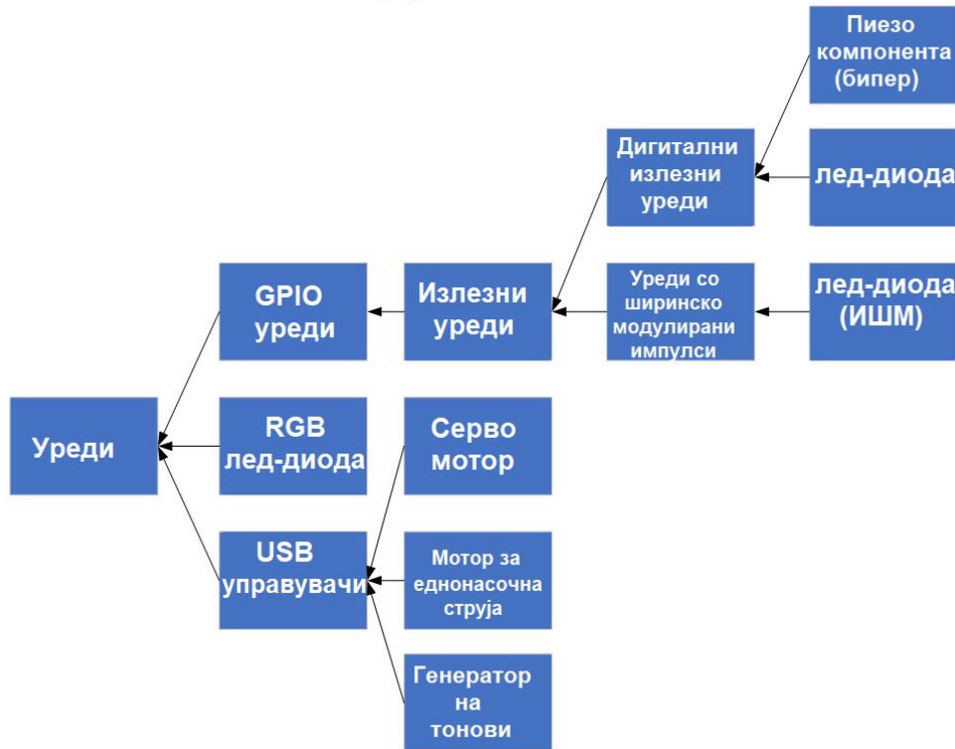 Пиезо
компонента
(бипер)
Дигитални
излезни
уреди
лед-диода
GPIO
уреди
Излезни
уреди
Уреди со
ширинско
модулирани
импулси
лед-диода
(ИШМ)
Уреди
RGB
лед-диода
Серво
мотор
USB
управувачи
Мотор за
еднонасочна
струја
Генератор
на
тонови